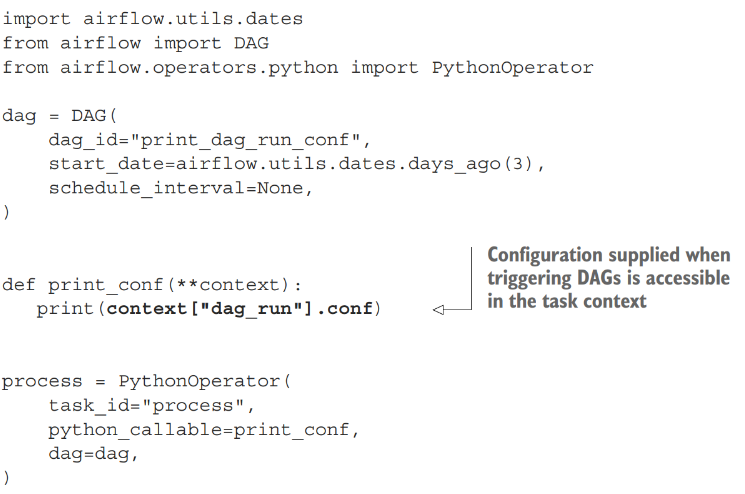 import airflow.utils.dates
from airflow import DAG
from airflow.operators.python import PythonOperator
dag = DAG(
    dag_id="print_dag_run_conf",
    start_date=airflow.utils.dates.days_ago(3),
    schedule_interval=None,
)
def print_conf(**context):
   print(context["dag_run"].conf)
Configuration supplied when
triggering DAGs is accessible
in the task context
process = PythonOperator(
    task_id="process",
    python_callable=print_conf,
    dag=dag,
)